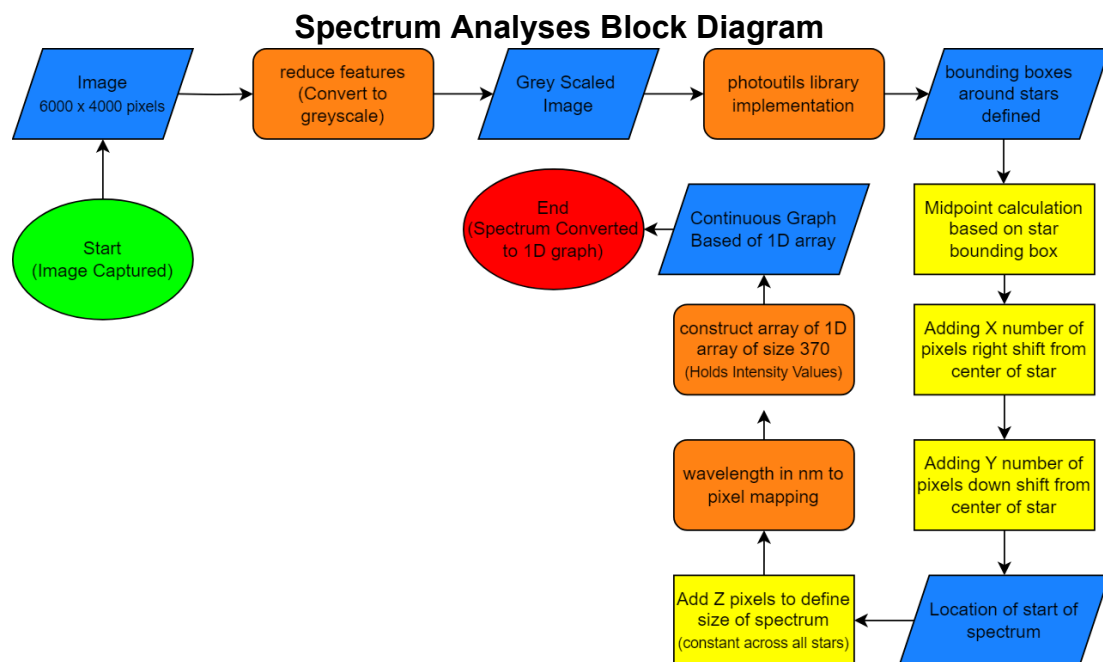 Spectrum Analyses Block Diagram
Image
6000 x 4000 pixels
reduce features
(Convert to
greyscale)
Grey Scaled
Image
photoutils library
implementation
bounding boxes
around stars
defined
Start
(Image Captured)
End
(Spectrum Converted
to 1D graph)
Continuous Graph
Based of 1D array
Midpoint calculation
based on star
bounding box
construct array of 1D
array of size 370
(Holds Intensity Values)
Adding X number of
pixels right shift from
center of star
wavelength in nm to
pixel mapping
Adding Y number of
pixels down shift from
center of star
Add Z pixels to define
size of spectrum
(constant across all stars)
Location of start of
spectrum